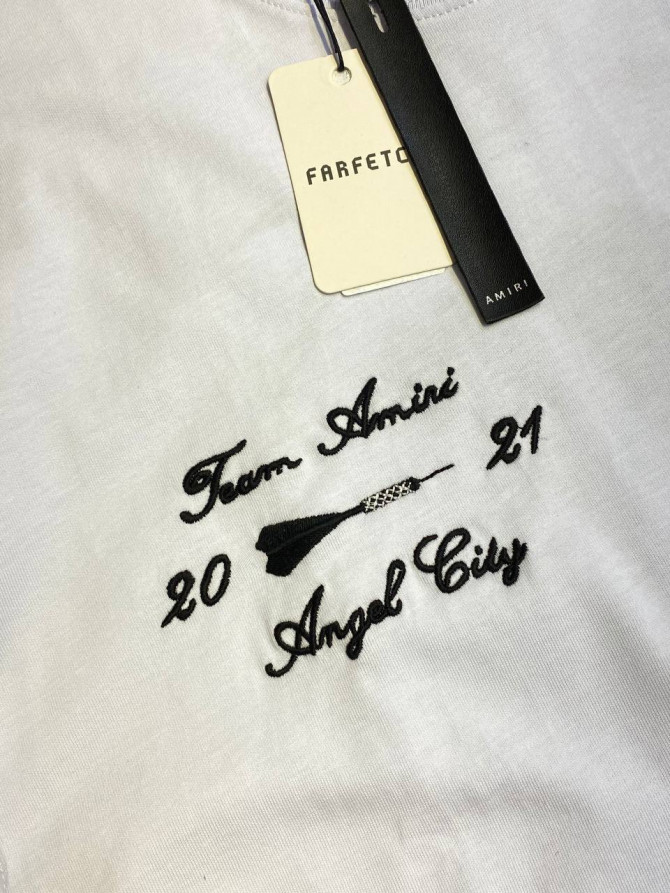 FARFETC
AMIRI
Team Amiri
20 21
Angel City